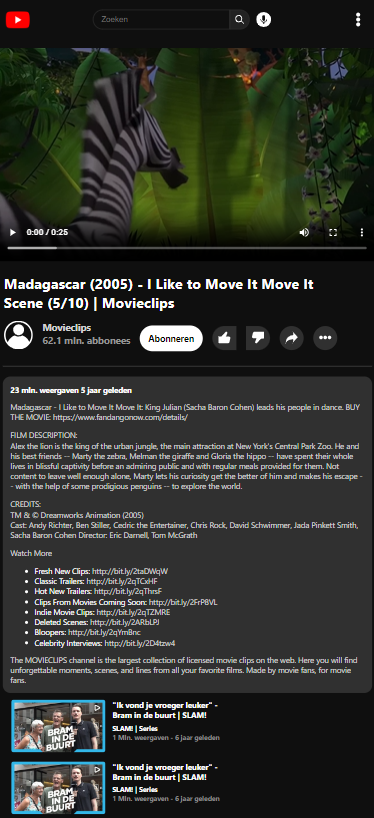 Zoeken
0:00 / 0:25
Madagascar (2005) - I Like to Move It Move It
Scene (5/10) | Movieclips
Movieclips
62.1 mln. abbonees
Abonneren
23 mln. weergaven 5 jaar geleden
Madagascar - I Like to Move It Move It: King Julian (Sacha Baron Cohen) leads his people in dance. BUY
THE MOVIE: https://www.fandangonow.com/details/
FILM DESCRIPTION:
Alex the lion is the king of the urban jungle, the main attraction at New York's Central Park Zoo. He and
his best friends -- Marty the zebra, Melman the giraffe and Gloria the hippo -- have spent their whole
lives in blissful captivity before an admiring public and with regular meals provided for them. Not
content to leave well enough alone, Marty lets his curiosity get the better of him and makes his escape -
- with the help of some prodigious penguins -- to explore the world.
CREDITS:
TM & © Dreamworks Animation (2005)
Cast: Andy Richter, Ben Stiller, Cedric the Entertainer, Chris Rock, David Schwimmer, Jada Pinkett Smith,
Sacha Baron Cohen Director: Eric Darnell, Tom McGrath
Watch More
Fresh New Clips: http://bit.ly/2taDWqW
Classic Trailers: http://bit.ly/2qTCxHF
Hot New Trailers: http://bit.ly/2qThrsF
Clips From Movies Coming Soon: http://bit.ly/2FrP8VL
Indie Movie Clips: http://bit.ly/2qTZMRE
Deleted Scenes: http://bit.ly/2ARbLPJ
Bloopers: http://bit.ly/2qYmBnc
Celebrity Interviews: http://bit.ly/2D4tzw4
The MOVIECLIPS channel is the largest collection of licensed movie clips on the web. Here you will find
unforgettable moments, scenes, and lines from all your favorite films. Made by movie fans, for movie
fans.
BRAM
IN DE
BUURT
"Ik vond je vroeger leuker" -
Bram in de buurt | SLAM!
SLAM! | Series
1 Mln. weergaven - 6 jaar geleden
BRAM
IN DE
BUURT
"Ik vond je vroeger leuker" -
Bram in de buurt | SLAM!
SLAM! | Series
1 Mln. weergaven - 6 jaar geleden